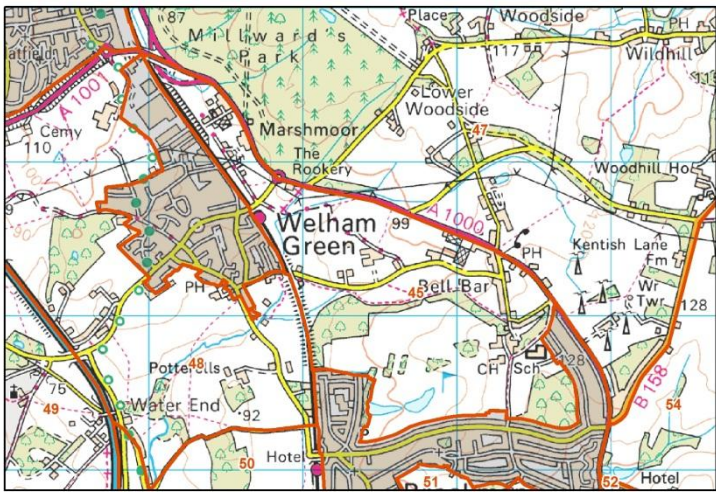 87
Millward's
Park
Place
Woodside
PH
117
Wildhill
atfield
A 1001
Cemy
110
Marshmoor
The
Rookery
Lower
Woodside
47
Woodhill Ho
9
Welham
Green
99
A 1000
PH
Kentish Lane
Fm
Wr
Twr
128
PH
45
Bell Bar
CH
Sch
128
B 158
Potterells
48
75
49
Water End
92
54
50
Hotel
51
52
Hotel